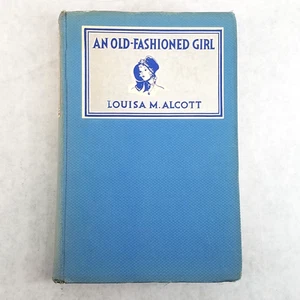 AN OLD-FASHIONED GIRL
LOUISA M. ALCOTT